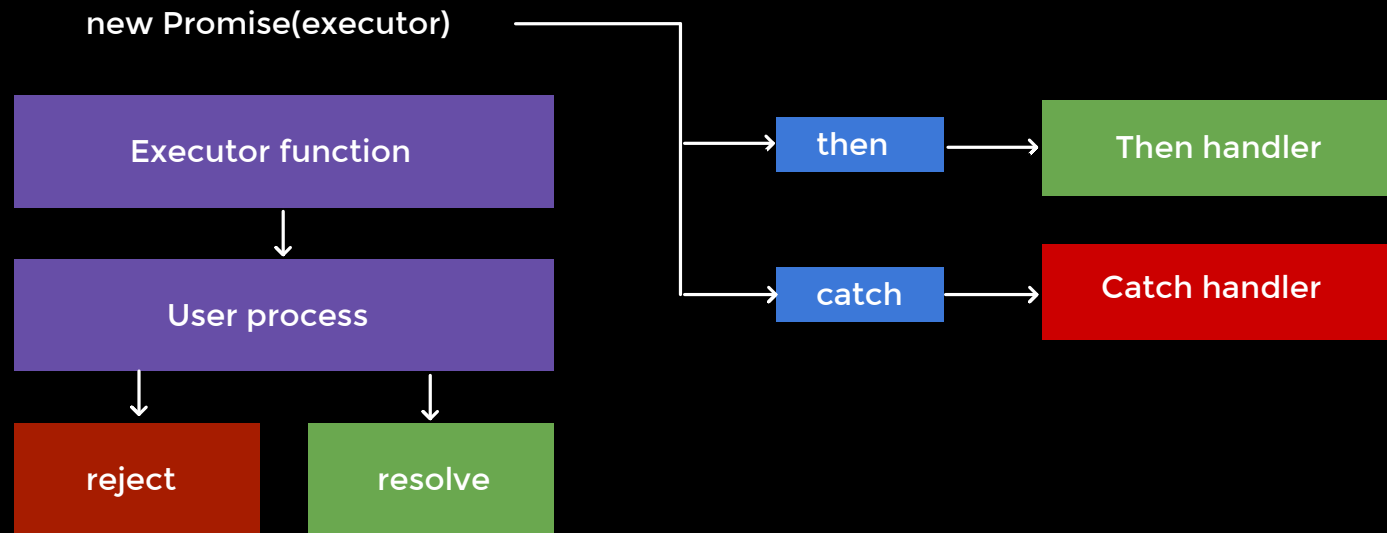 new Promise(executor)
Executor function
User process
reject
resolve
then
Then handler
catch
Catch handler